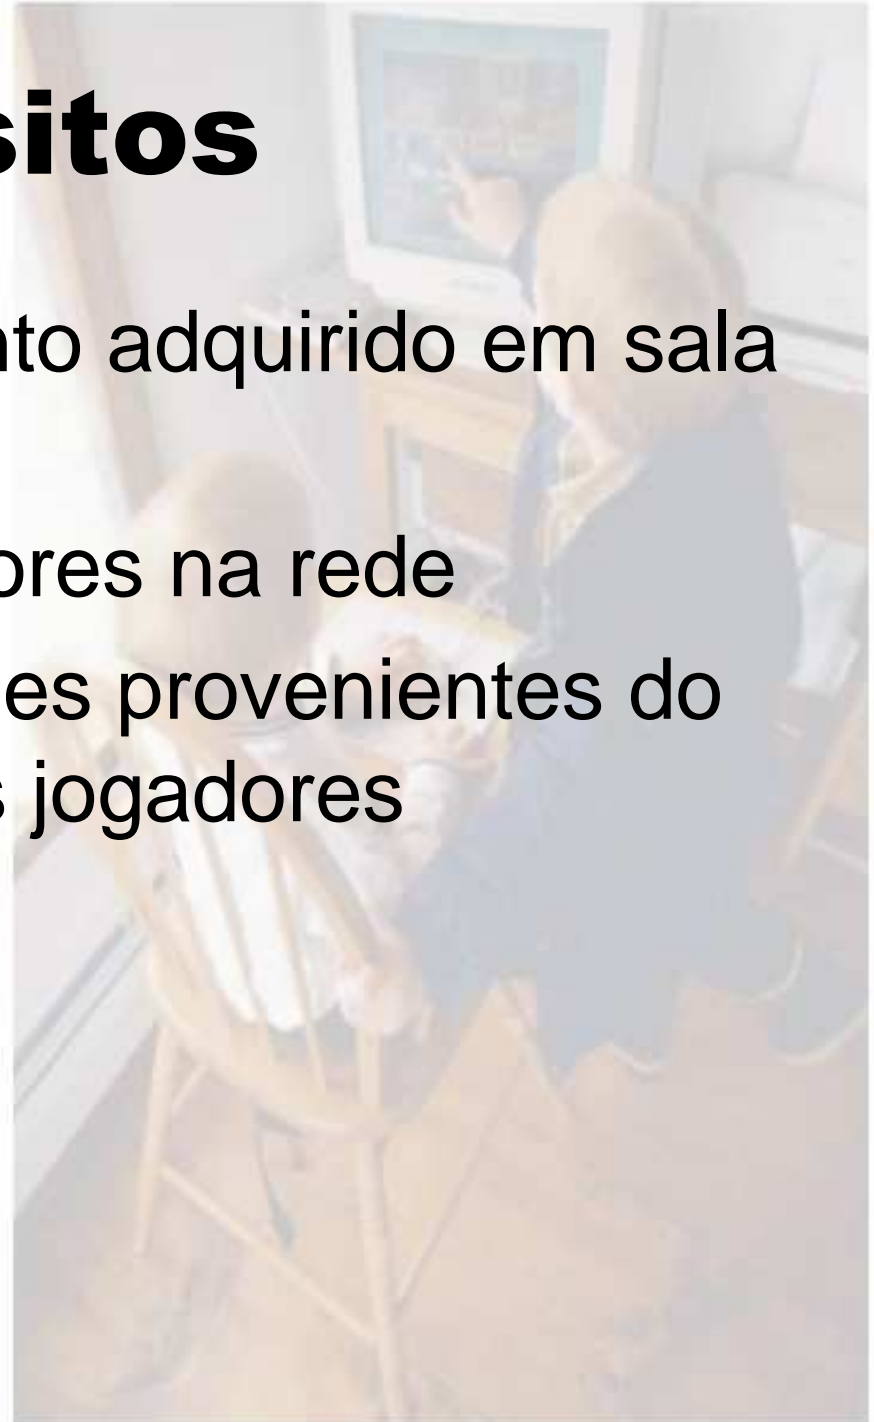 sitos
nto adquirido em sala
ores na rede
es provenientes do
s jogadores